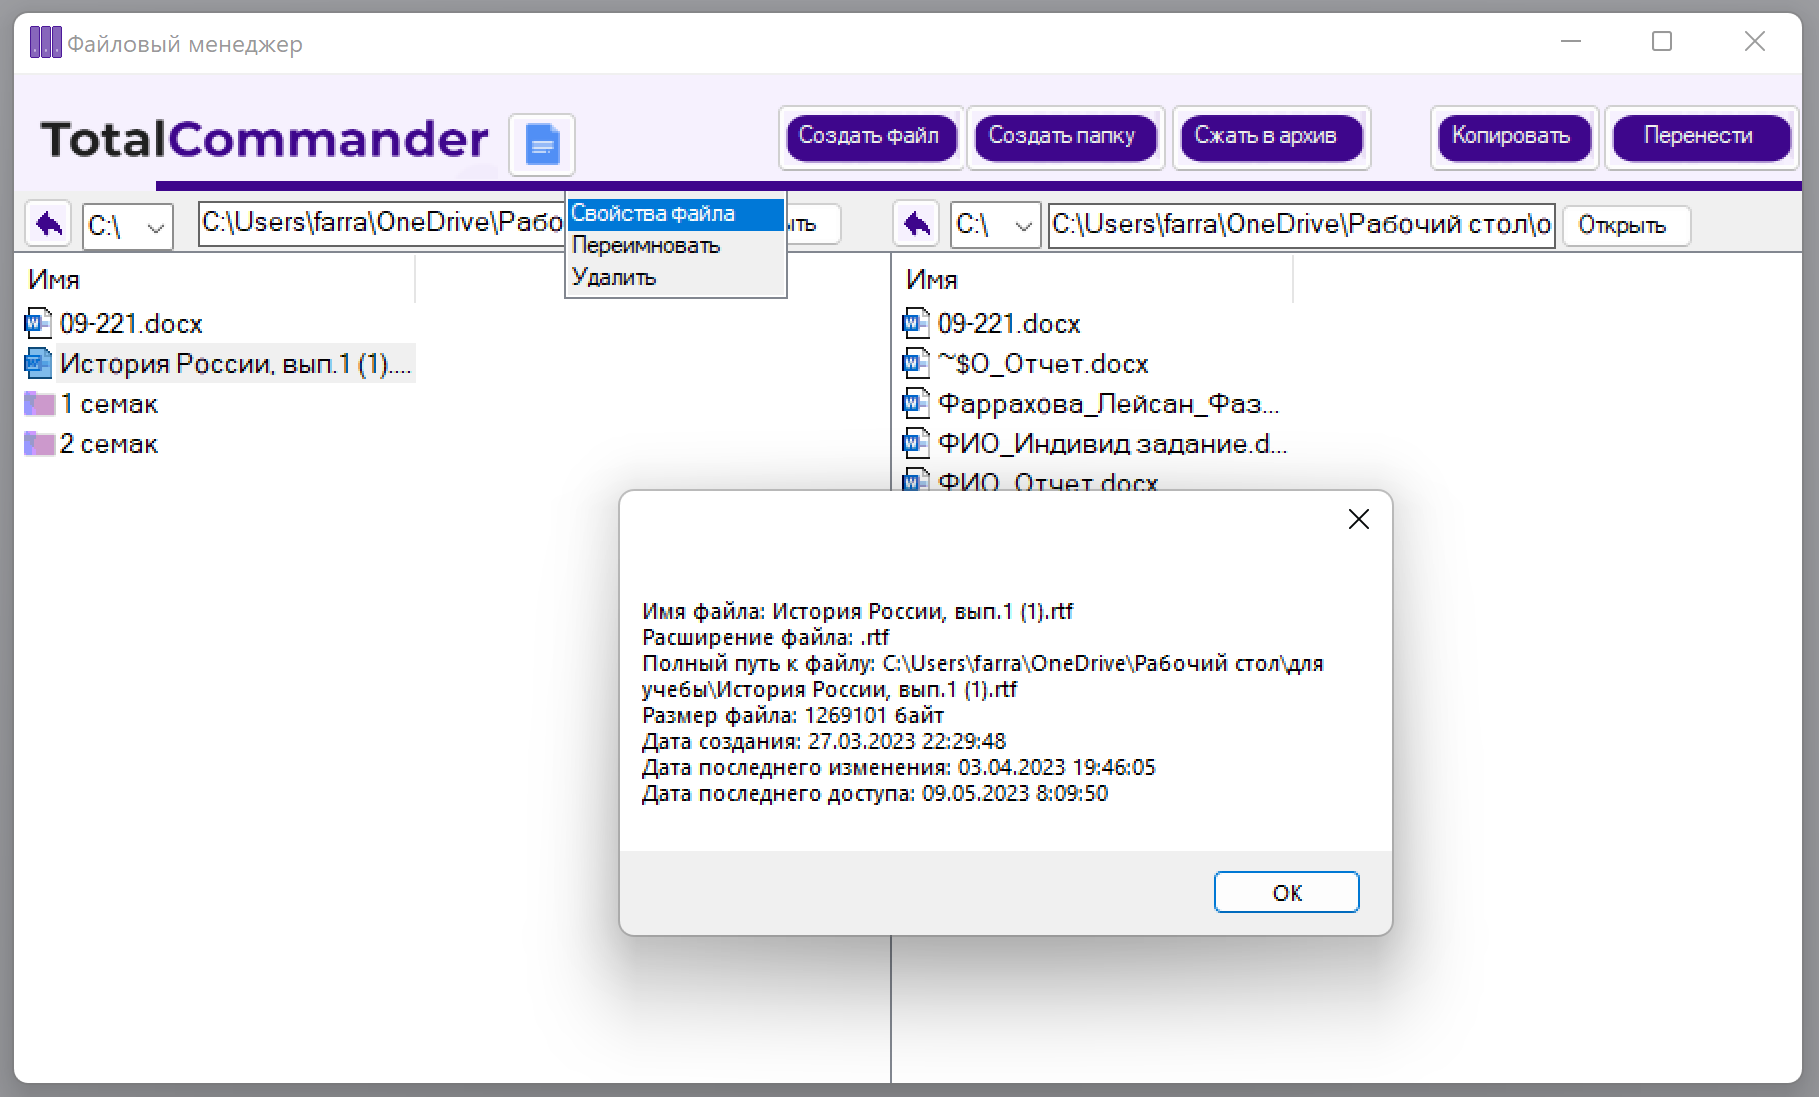 Файловый менеджер
TotalCommander
Создать файл
Создать папку
Сжать в архив
Копировать
Перенести
C:\
C:\Users\farra\OneDrive\Рабо
Свойства файла
Переимновать
Удалить
C:\
C:\Users\farra\OneDrive\Рабочий стол\о
Открыть
Имя
09-221.docx
История России, вып.1 (1)....
1 семак
2 семак
Имя
09-221.docx
~$О_Отчет.docx
Фаррахова_Лейсан_Фаз...
ФИО_Индивид задание.d...
ФИО_Отчет.docx
Имя файла: История России, вып.1 (1).rtf
Расширение файла: .rtf
Полный путь к файлу: C:\Users\farra\OneDrive\Рабочий стол\для
учебы\История России, вып.1 (1).rtf
Размер файла: 1269101 байт
Дата создания: 27.03.2023 22:29:48
Дата последнего изменения: 03.04.2023 19:46:05
Дата последнего доступа: 09.05.2023 8:09:50
ОК